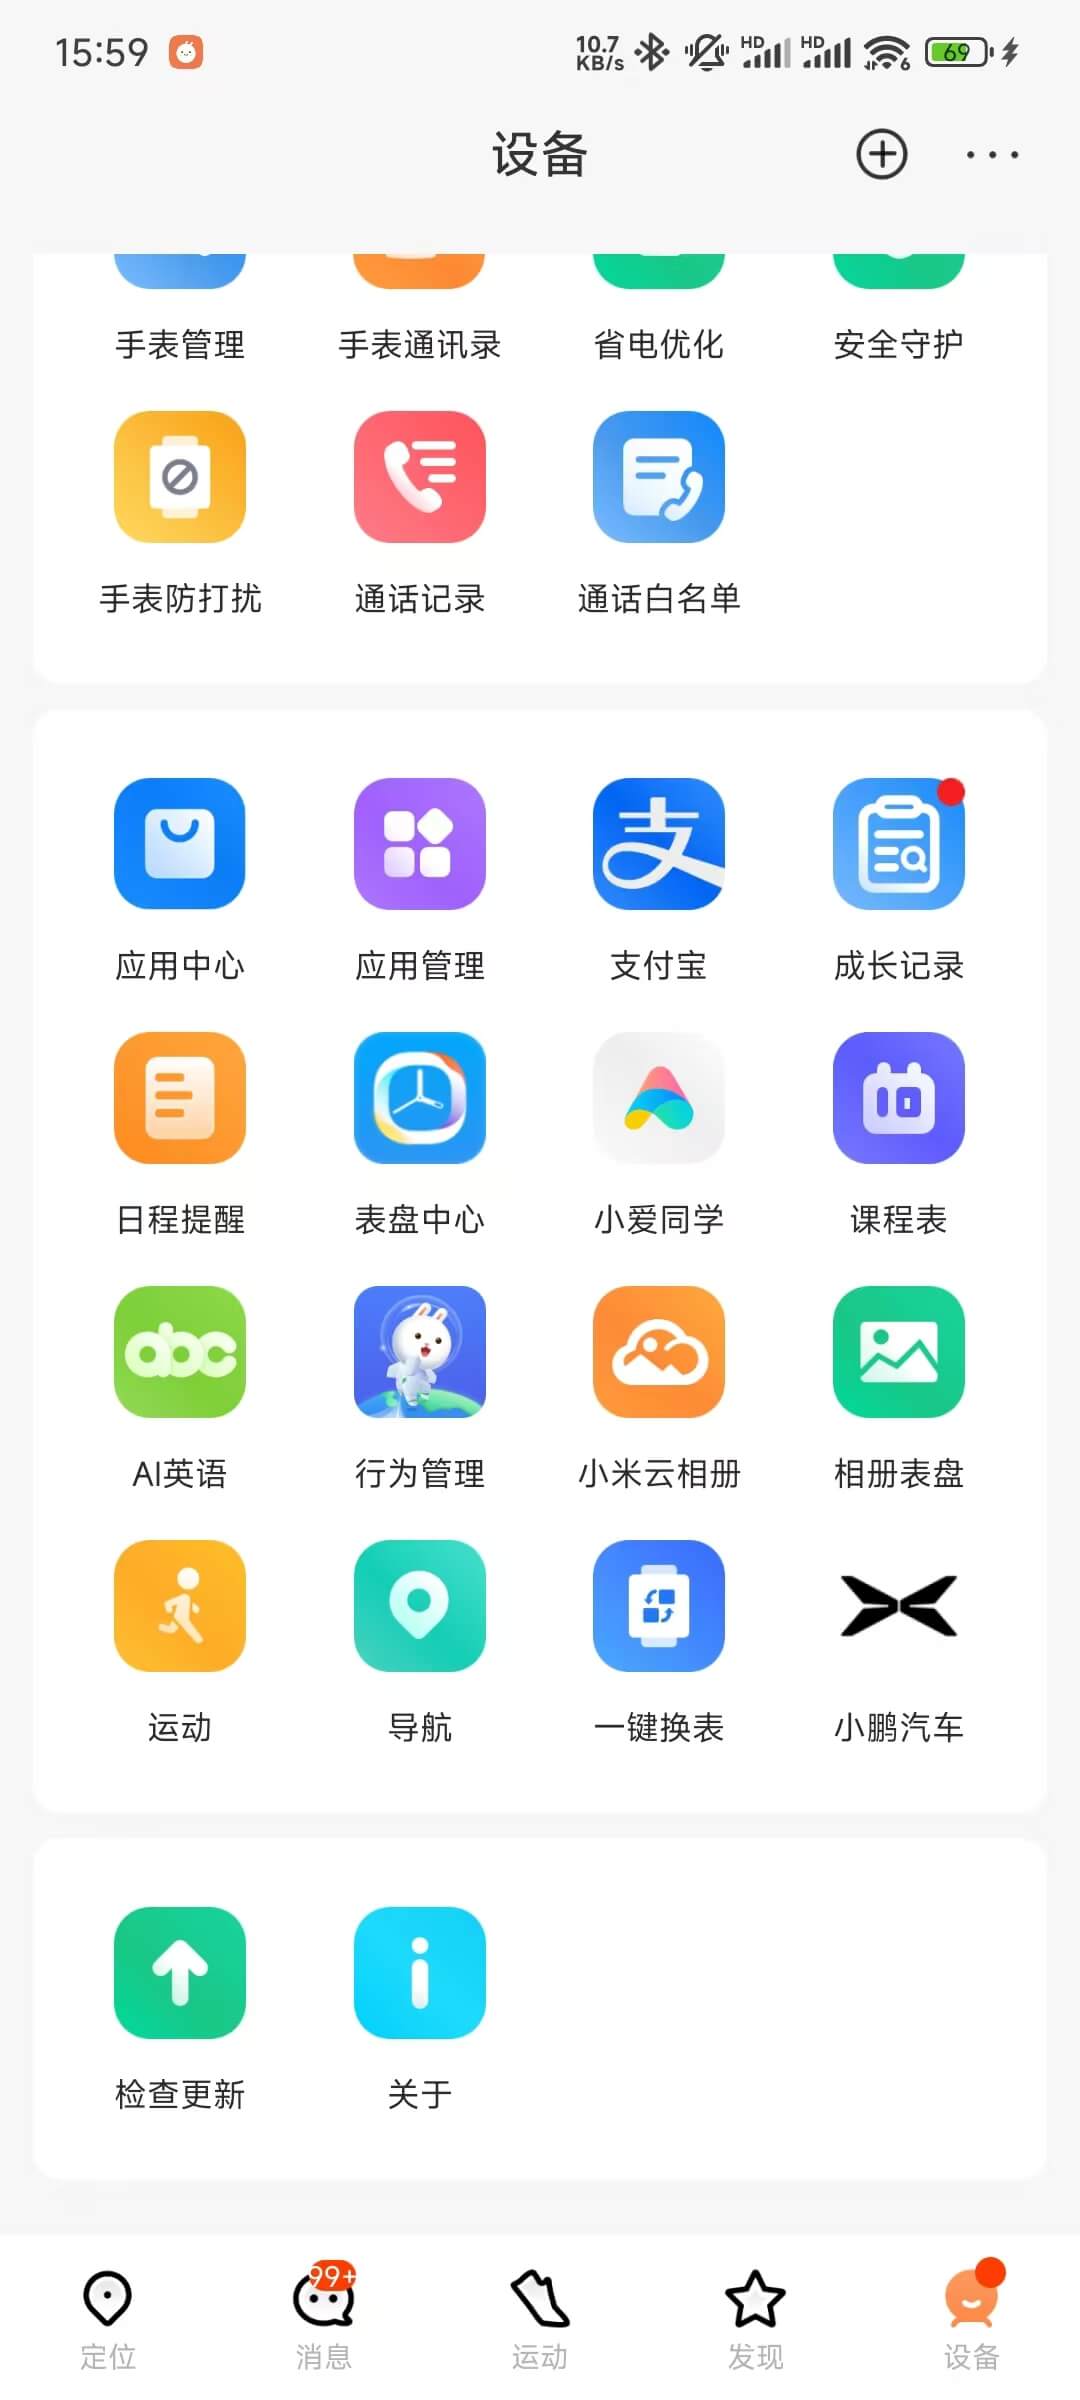 15:59
10.7 KB/s HD HD 6 69
设备
手表管理 手表通讯录 省电优化 安全守护
手表防打扰 通话记录 通话白名单
支
应用中心 应用管理 支付宝 成长记录
日程提醒 表盘中心 小爱同学 课程表
abc
AI英语 行为管理 小米云相册 相册表盘
运动 导航 一键换表 小鹏汽车
检查更新 关于
99+
定位 消息 运动 发现 设备